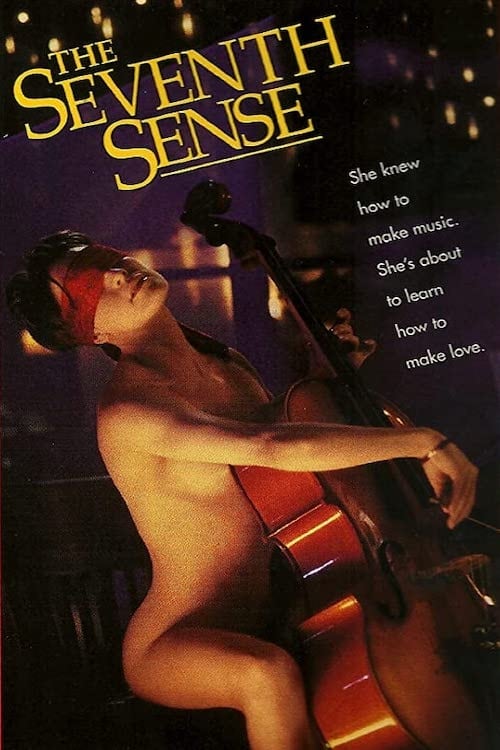 THE
SEVENTH
SENSE
She knew
how to
make music.
She's about
to learn
how to
make love.